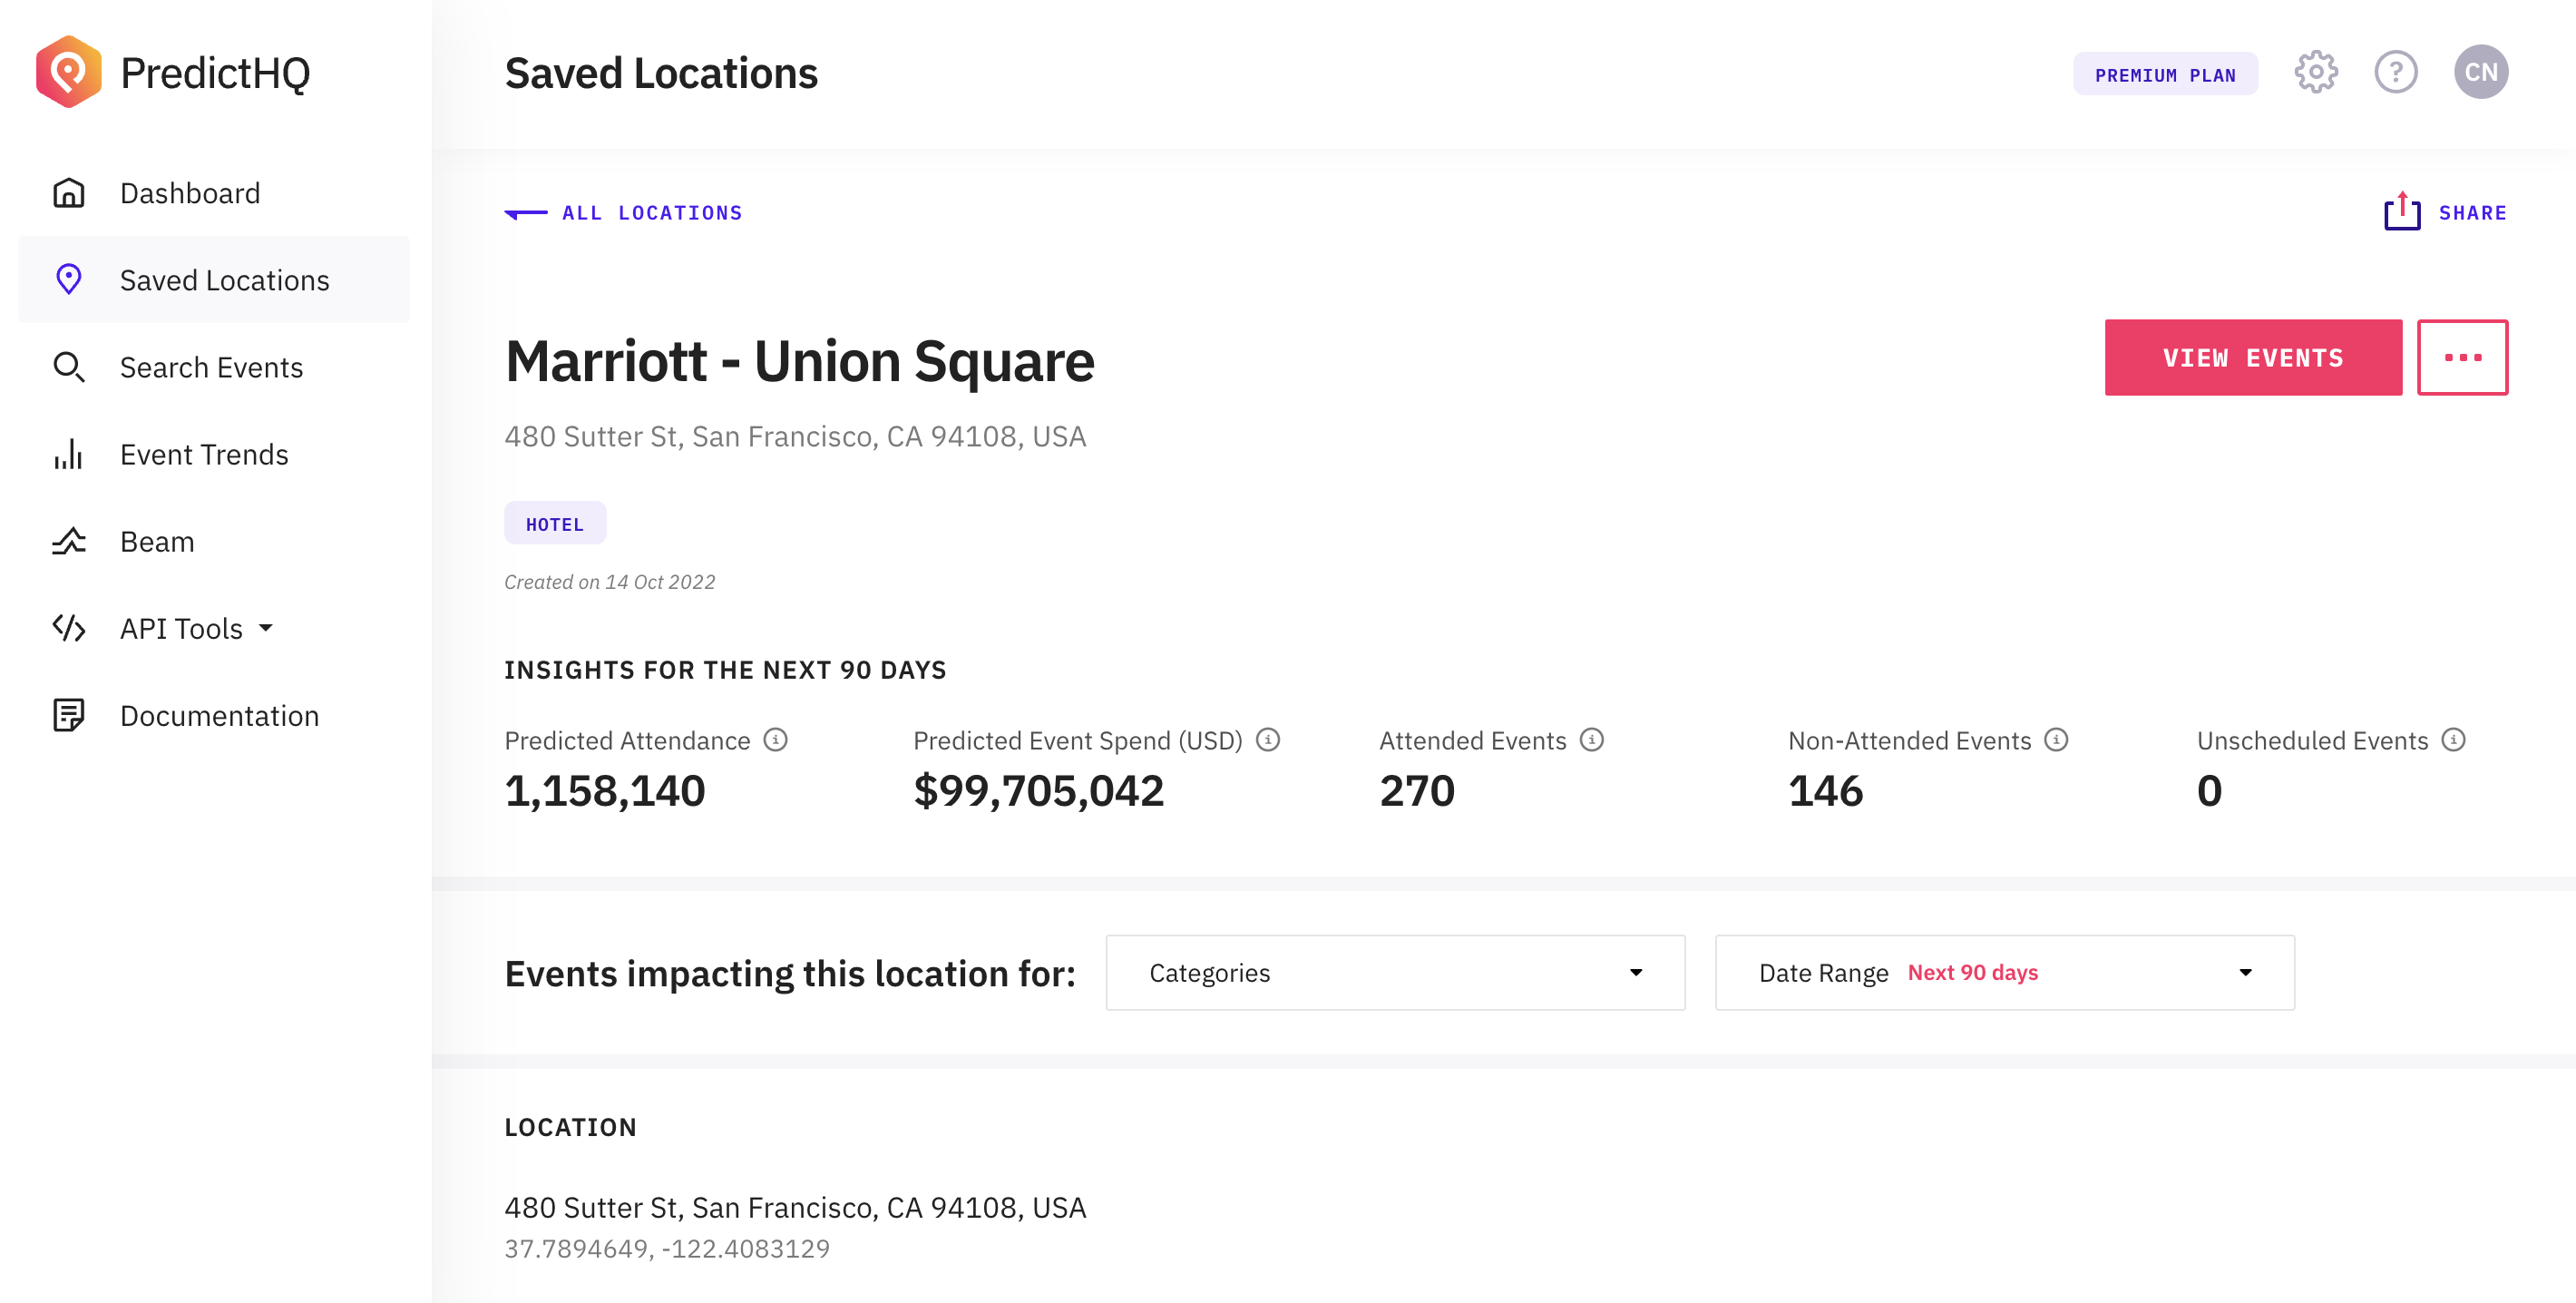 PredictHQ
Dashboard
Saved Locations
Search Events
Event Trends
Beam
API Tools
Documentation
Saved Locations
PREMIUM PLAN
?
CN
ALL LOCATIONS
SHARE
Marriott - Union Square
VIEW EVENTS
480 Sutter St, San Francisco, CA 94108, USA
HOTEL
Created on 14 Oct 2022
INSIGHTS FOR THE NEXT 90 DAYS
Predicted Attendance
1,158,140
Predicted Event Spend (USD)
$99,705,042
Attended Events
270
Non-Attended Events
146
Unscheduled Events
0
Events impacting this location for:
Categories
Date Range Next 90 days
LOCATION
480 Sutter St, San Francisco, CA 94108, USA
37.7894649, -122.4083129